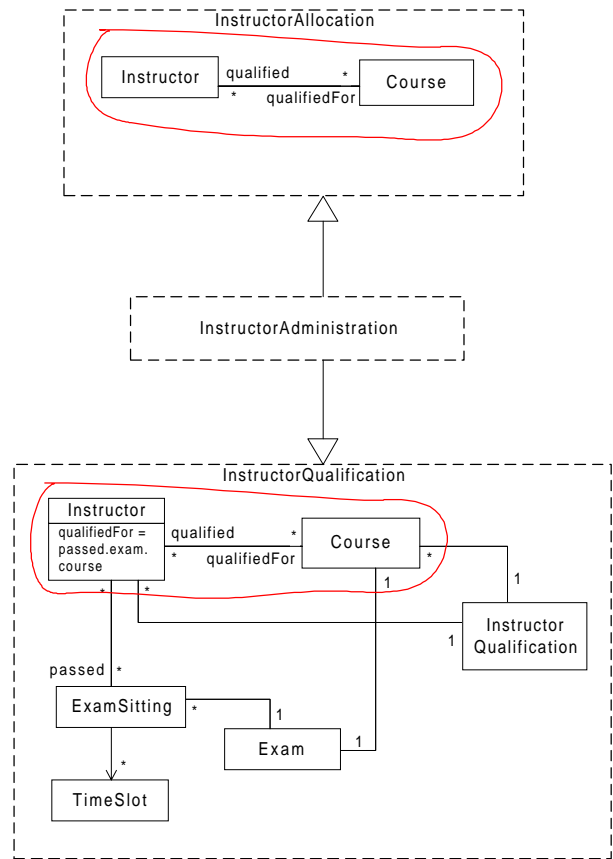 InstructorAllocation
Instructor
qualified
*
Course
*
qualifiedFor
InstructorAdministration
InstructorQualification
Instructor
qualifiedFor =
passed.exam.
course
qualified
*
Course
*
qualifiedFor
*
*
*
1
1
Instructor
Qualification
1
passed
*
ExamSitting
*
1
Exam
1
*
TimeSlot